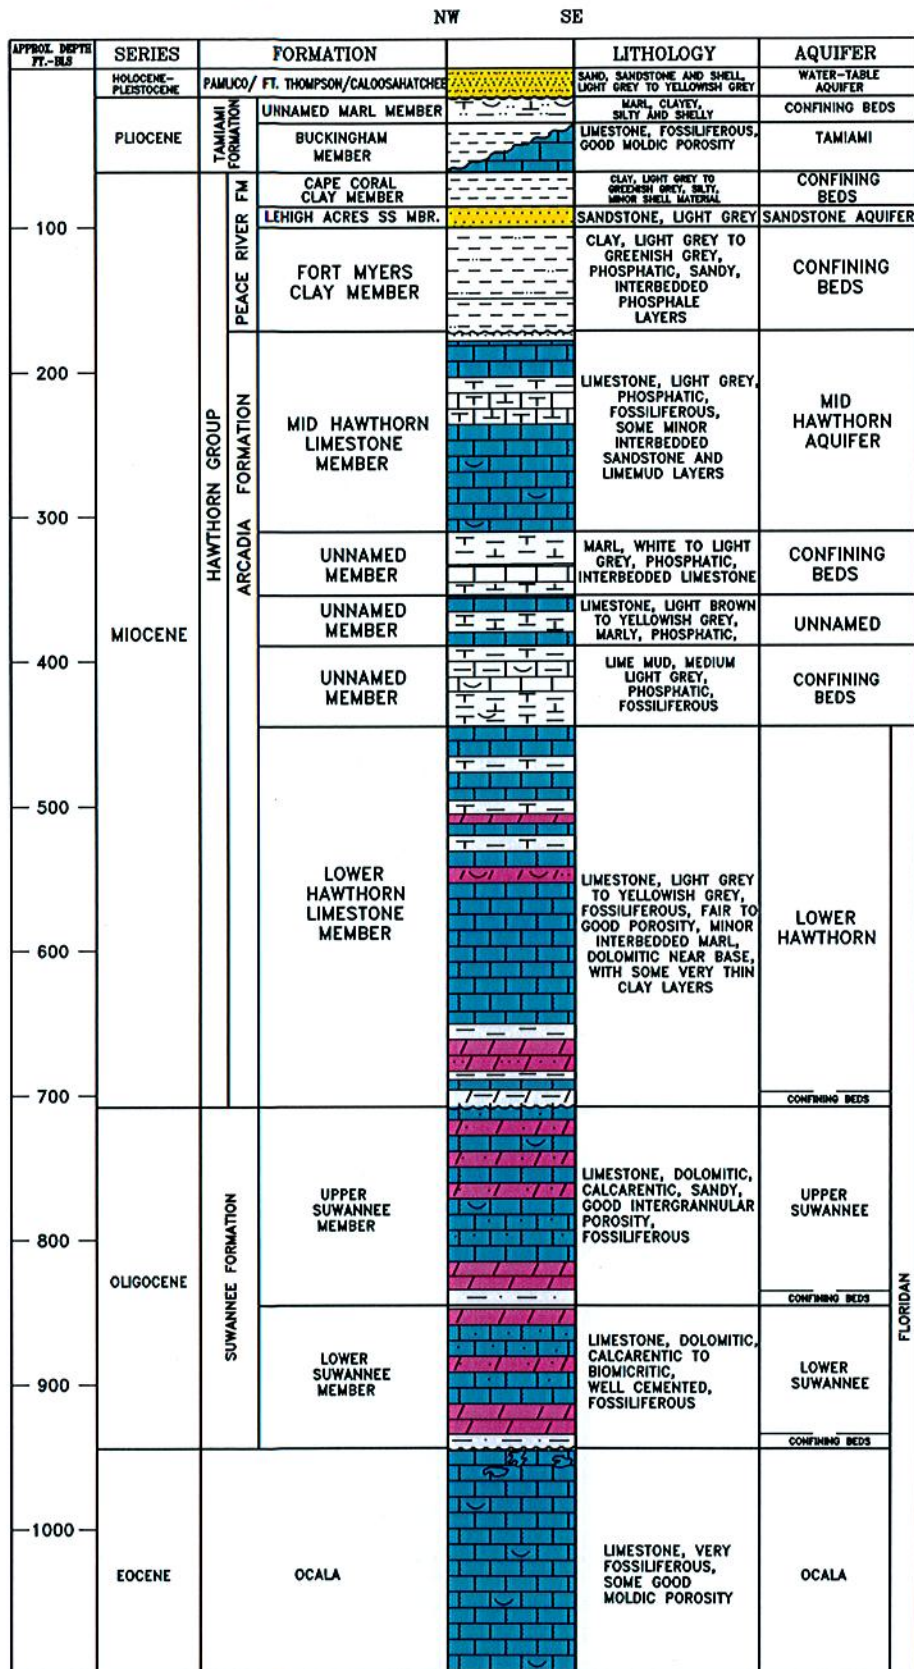 NW SE
APPROX. DEPTH
FT.-BLS
SERIES
FORMATION
LITHOLOGY
AQUIFER
HOLOCENE-
PLEISTOCENE
PAMLICO/ FT. THOMPSON/CALOOSAHATCHEE
SAND, SANDSTONE AND SHELL,
LIGHT GREY TO YELLOWISH GREY
WATER-TABLE
AQUIFER
PLIOCENE
TAMIAMI
FORMATION
UNNAMED MARL MEMBER
MARL, CLAYEY,
SILTY AND SHELLY
CONFINING BEDS
BUCKINGHAM
MEMBER
LIMESTONE, FOSSILIFEROUS,
GOOD MOLDIC POROSITY
TAMIAMI
MIOCENE
HAWTHORN GROUP
PEACE RIVER FM
CAPE CORAL
CLAY MEMBER
CLAY, LIGHT GREY TO
GREENISH GREY, SILTY,
MINOR SHELL MATERIAL
CONFINING
BEDS
LEHIGH ACRES SS MBR.
SANDSTONE, LIGHT GREY
SANDSTONE AQUIFER
100
FORT MYERS
CLAY MEMBER
CLAY, LIGHT GREY TO
GREENISH GREY,
PHOSPHATIC, SANDY,
INTERBEDDED
PHOSPHALE
LAYERS
CONFINING
BEDS
ARCADIA FORMATION
200
MID HAWTHORN
LIMESTONE
MEMBER
LIMESTONE, LIGHT GREY,
PHOSPHATIC,
FOSSILIFEROUS,
SOME MINOR
INTERBEDDED
SANDSTONE AND
LIMEMUD LAYERS
MID
HAWTHORN
AQUIFER
300
UNNAMED
MEMBER
MARL, WHITE TO LIGHT
GREY, PHOSPHATIC,
INTERBEDDED LIMESTONE
CONFINING
BEDS
UNNAMED
MEMBER
LIMESTONE, LIGHT BROWN
TO YELLOWISH GREY,
MARLY, PHOSPHATIC,
UNNAMED
400
UNNAMED
MEMBER
LIME MUD, MEDIUM
LIGHT GREY,
PHOSPHATIC,
FOSSILIFEROUS
CONFINING
BEDS
500
LOWER
HAWTHORN
LIMESTONE
MEMBER
LIMESTONE, LIGHT GREY
TO YELLOWISH GREY,
FOSSILIFEROUS, FAIR TO
GOOD POROSITY, MINOR
INTERBEDDED MARL,
DOLOMITIC NEAR BASE,
WITH SOME VERY THIN
CLAY LAYERS
LOWER
HAWTHORN
600
700
CONFINING BEDS
OLIGOCENE
SUWANNEE FORMATION
UPPER
SUWANNEE
MEMBER
LIMESTONE, DOLOMITIC,
CALCARENTIC, SANDY,
GOOD INTERGRANNULAR
POROSITY,
FOSSILIFEROUS
UPPER
SUWANNEE
800
CONFINING BEDS
FLORIDAN
LOWER
SUWANNEE
MEMBER
LIMESTONE, DOLOMITIC,
CALCARENTIC TO
BIOMICRITIC,
WELL CEMENTED,
FOSSILIFEROUS
LOWER
SUWANNEE
900
CONFINING BEDS
1000
EOCENE
OCALA
LIMESTONE, VERY
FOSSILIFEROUS,
SOME GOOD
MOLDIC POROSITY
OCALA